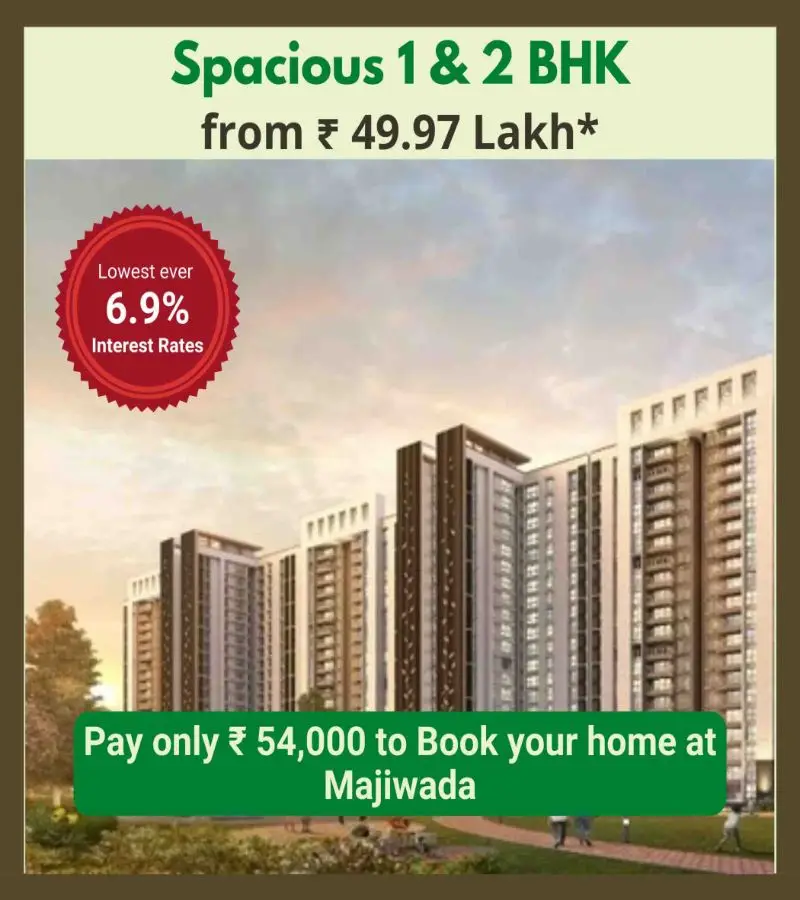 Spacious 1 & 2 BHK
from ₹ 49.97 Lakh*
Lowest ever
6.9%
Interest Rates
Pay only ₹ 54,000 to Book your home at
Majiwada